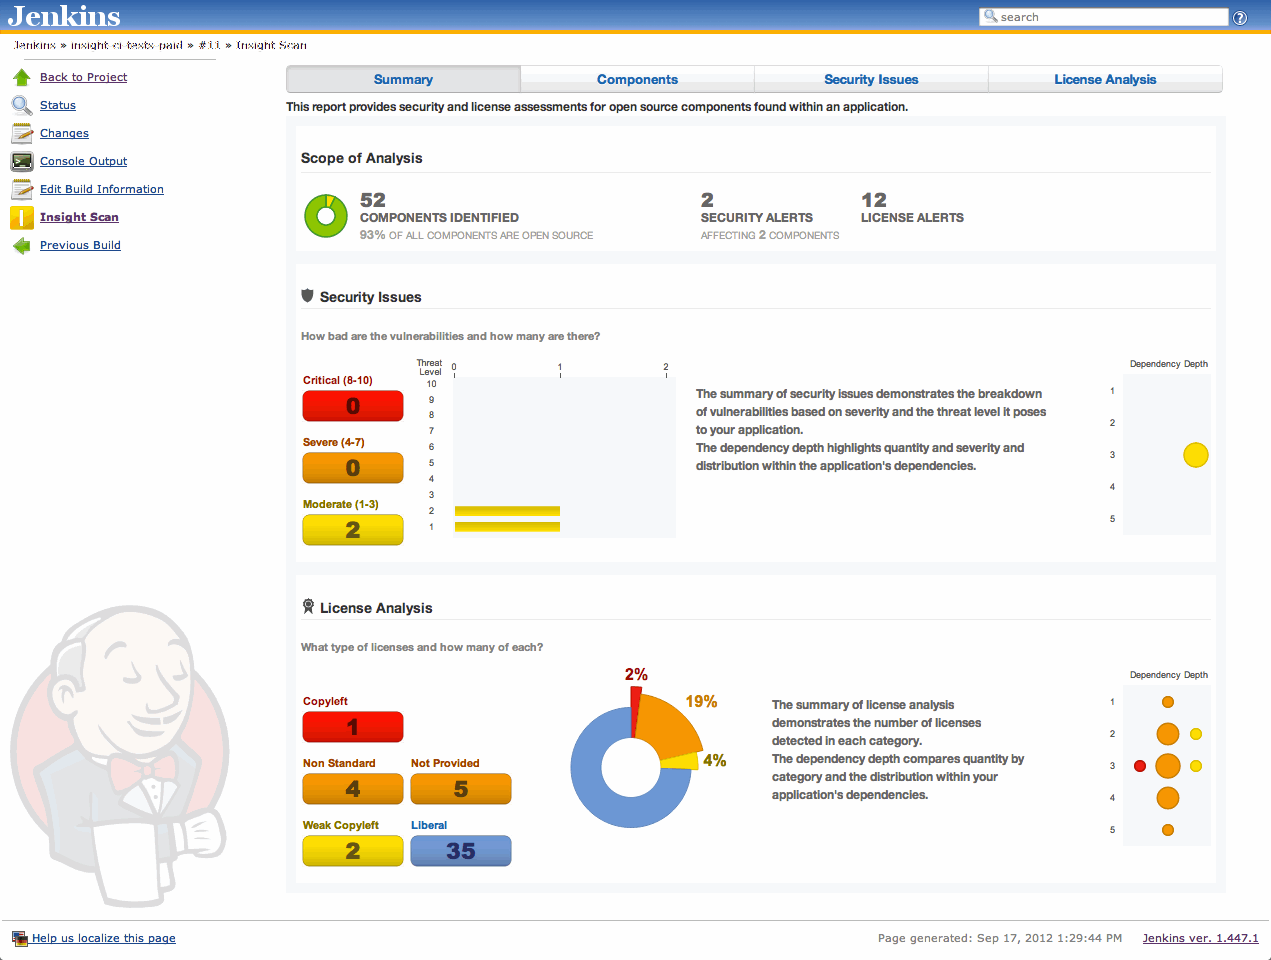 Jenkins
search
Jenkins » insight-ci-tests-paid » #11 » Insight Scan
Back to Project
Status
Changes
Console Output
Edit Build Information
Insight Scan
Previous Build
Summary Components Security Issues License Analysis
This report provides security and license assessments for open source components found within an application.
Scope of Analysis
52
COMPONENTS IDENTIFIED
93% OF ALL COMPONENTS ARE OPEN SOURCE
2
SECURITY ALERTS
AFFECTING 2 COMPONENTS
12
LICENSE ALERTS
Security Issues
How bad are the vulnerabilities and how many are there?
Critical (8-10)
0
Severe (4-7)
0
Moderate (1-3)
2
Threat
Level
0 1 2
10
9
8
7
6
5
4
3
2
1
The summary of security issues demonstrates the breakdown
of vulnerabilities based on severity and the threat level it poses
to your application.
The dependency depth highlights quantity and severity and
distribution within the application's dependencies.
Dependency Depth
1
2
3
4
5
License Analysis
What type of licenses and how many of each?
Copyleft
1
Non Standard Not Provided
4 5
Weak Copyleft Liberal
2 35
2%
19%
4%
The summary of license analysis
demonstrates the number of licenses
detected in each category.
The dependency depth compares quantity by
category and the distribution within your
application's dependencies.
Dependency Depth
1
2
3
4
5
Help us localize this page
Page generated: Sep 17, 2012 1:29:44 PM Jenkins ver. 1.447.1